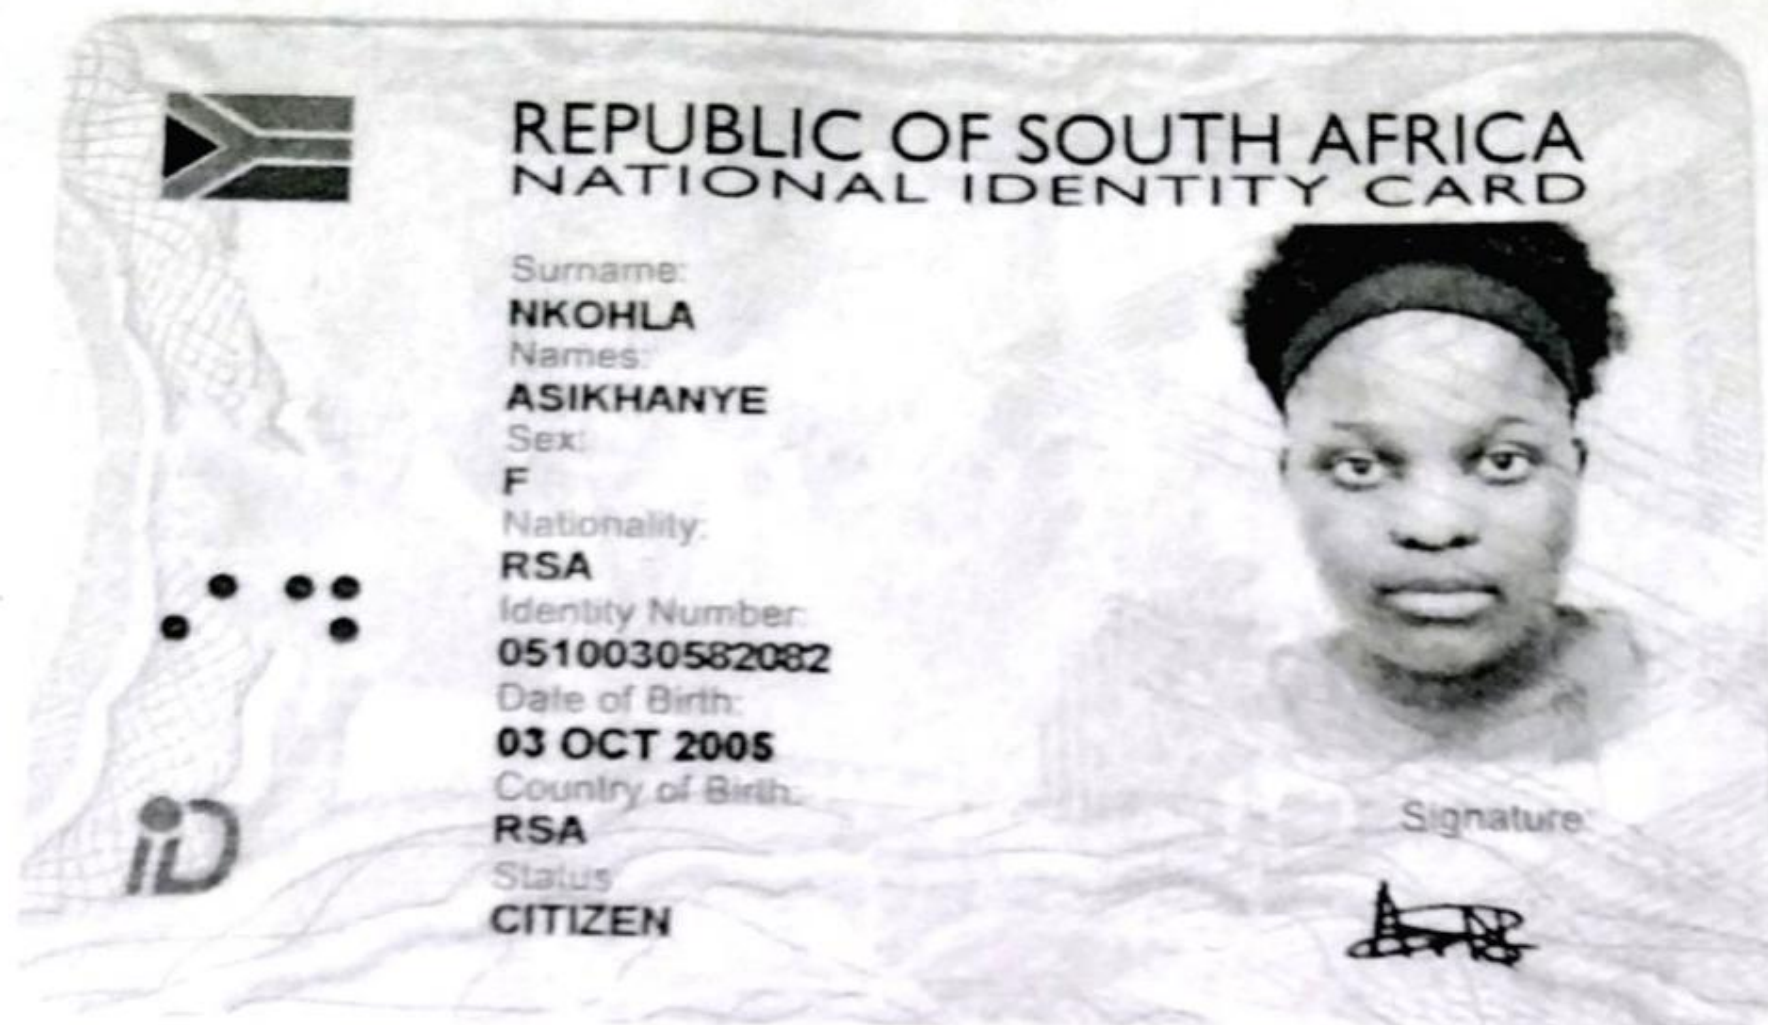 REPUBLIC OF SOUTH AFRICA
NATIONAL IDENTITY CARD
Surname:
NKOHLA
Names:
ASIKHANYE
Sex:
F
Nationality:
RSA
Identity Number:
0510030582082
Date of Birth:
03 OCT 2005
Country of Birth:
RSA
Status
CITIZEN
iD
Signature: